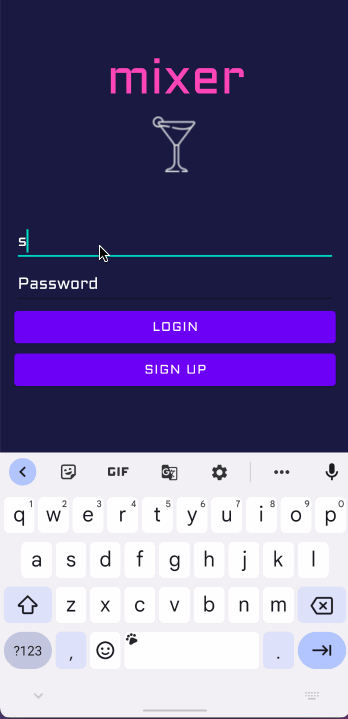 mixer
s
Password
LOGIN
SIGN UP
GIF
q1 w2 e3 r4 t5 y6 u7 i8 o9 p0
a s d f g h j k l
z x c v b n m
?123 , .